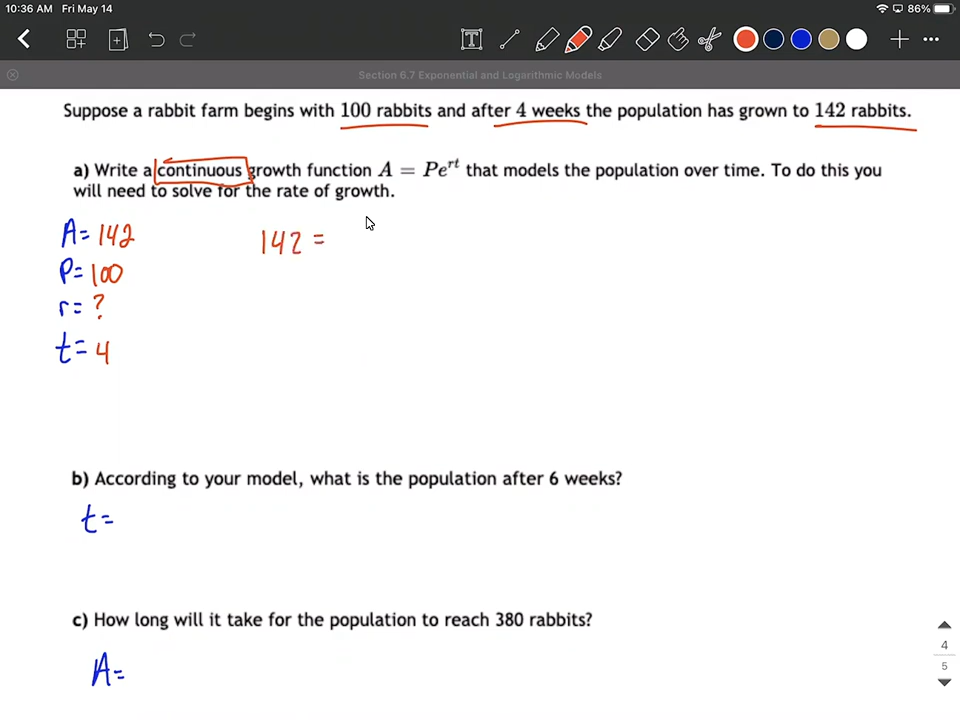 10:36 AM Fri May 14 86%
Section 6.7 Exponential and Logarithmic Models
Suppose a rabbit farm begins with 100 rabbits and after 4 weeks the population has grown to 142 rabbits.
a) Write a continuous growth function A = Pe^{rt} that models the population over time. To do this you
will need to solve for the rate of growth.
A= 142
142 =
P= 100
r= ?
t= 4
b) According to your model, what is the population after 6 weeks?
t=
c) How long will it take for the population to reach 380 rabbits?
A=
4
5